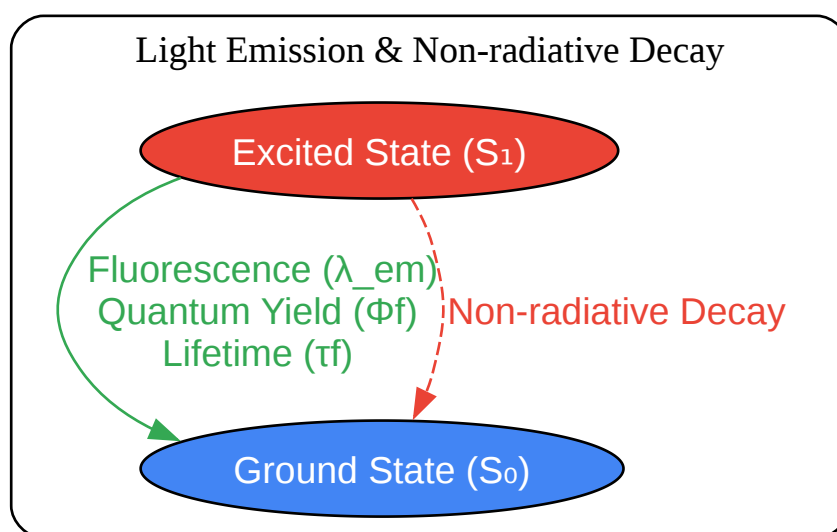 Light Emission & Non-radiative Decay
Excited State (S₁)
Fluorescence (λ_em)
Quantum Yield (Φf)
Lifetime (τf)
Non-radiative Decay
Ground State (S₀)